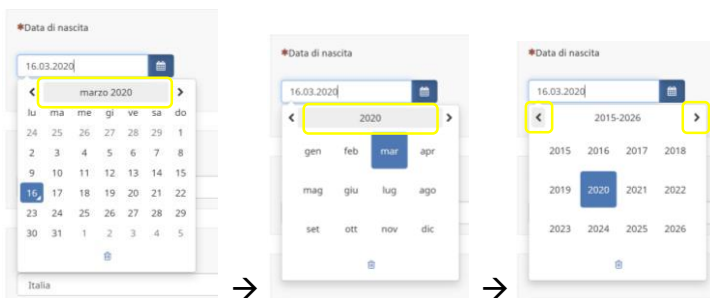 *Data di nascita
16.03.2020
marzo 2020
lu ma me gi ve sa do
24 25 26 27 28 29 1
2 3 4 5 6 7 8
9 10 11 12 13 14 15
16 17 18 19 20 21 22
23 24 25 26 27 28 29
30 31 1 2 3 4 5
Italia
→
*Data di nascita
16.03.2020
2020
gen feb mar apr
mag giu lug ago
set ott nov dic
→
*Data di nascita
16.03.2020
2015-2026
2015 2016 2017 2018
2019 2020 2021 2022
2023 2024 2025 2026